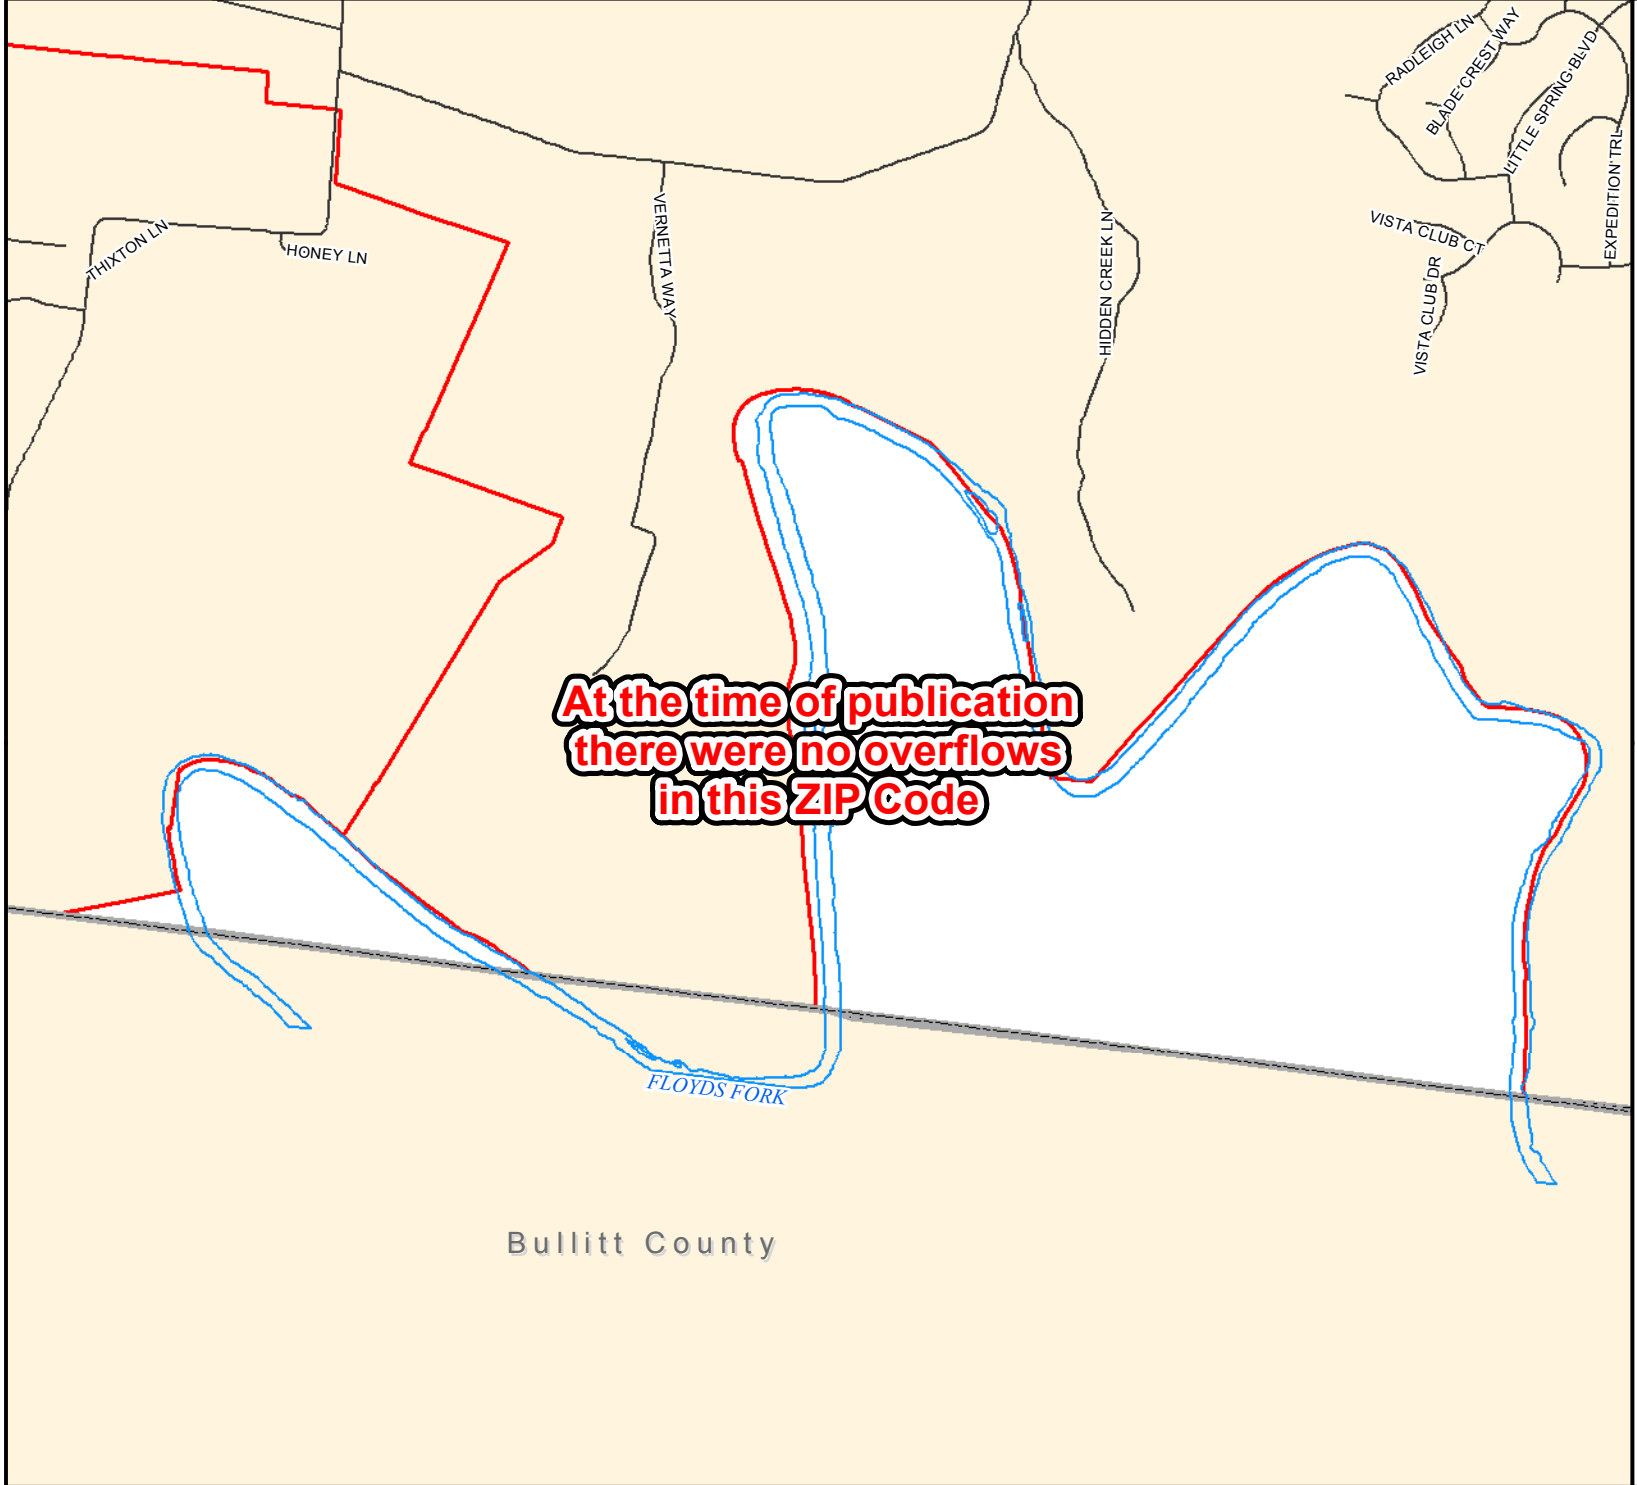 RADLEIGH LN
BLADE CREST WAY
LITTLE SPRING BLVD
EXPEDITION TRL
VISTA CLUB CT
VISTA CLUB DR
THIXTON LN
HONEY LN
VERNETTA WAY
HIDDEN CREEK LN
At the time of publication
there were no overflows
in this ZIP Code
FLOYDS FORK
Bullitt County